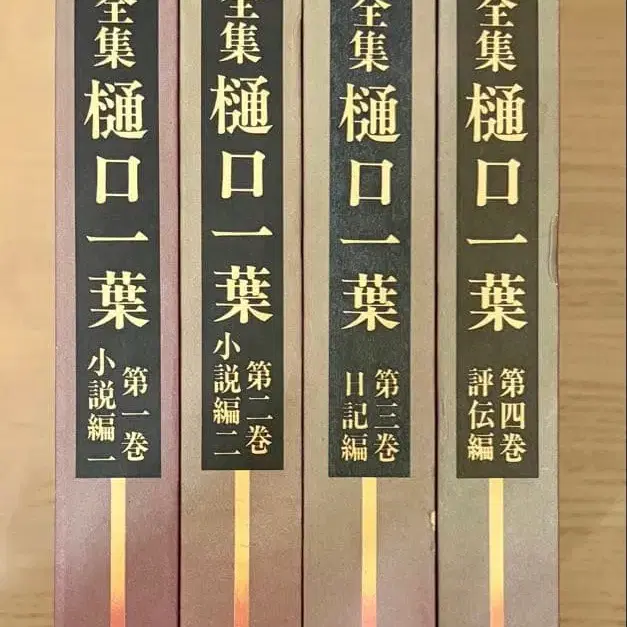 全集 樋口一葉
第一巻
小説編一
全集 樋口一葉
第二巻
小説編二
全集 樋口一葉
第三巻
日記編
全集 樋口一葉
第四巻
評伝編